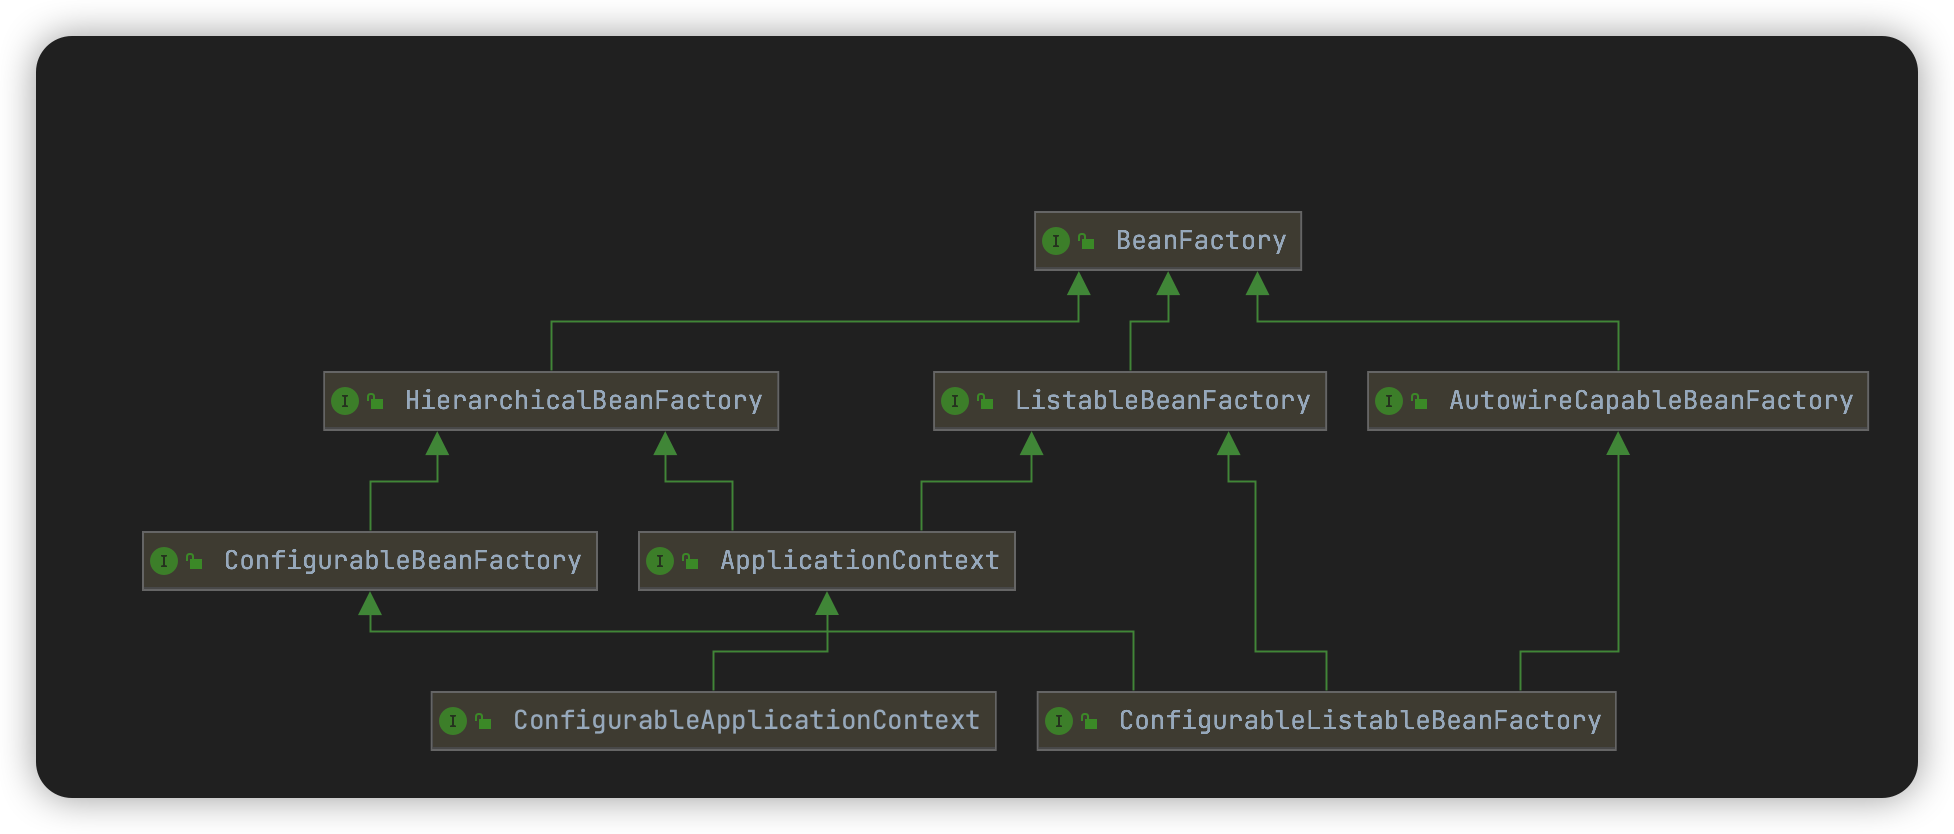 I BeanFactory
I HierarchicalBeanFactory
I ListableBeanFactory
I AutowireCapableBeanFactory
I ConfigurableBeanFactory
I ApplicationContext
I ConfigurableApplicationContext
I ConfigurableListableBeanFactory